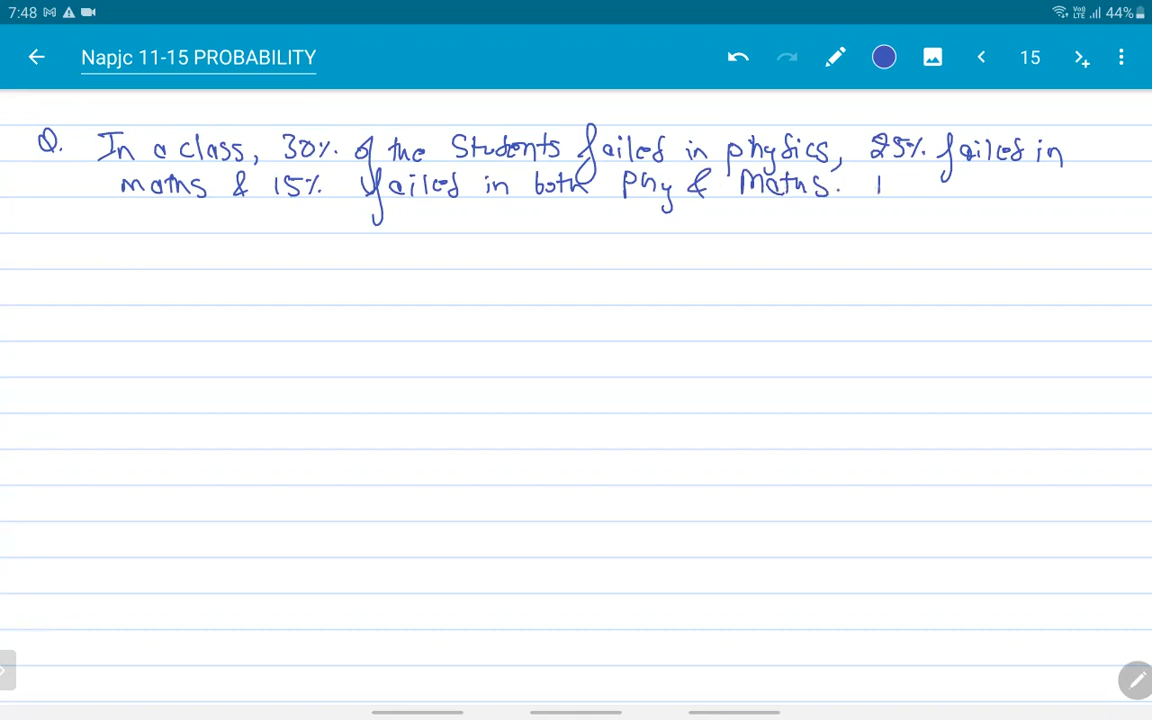 7:48 44%
Napjc 11-15 PROBABILITY 15
Q. In a class, 30% of the Students failed in physics, 25% failed in
maths & 15% failed in both Phy & Maths. I